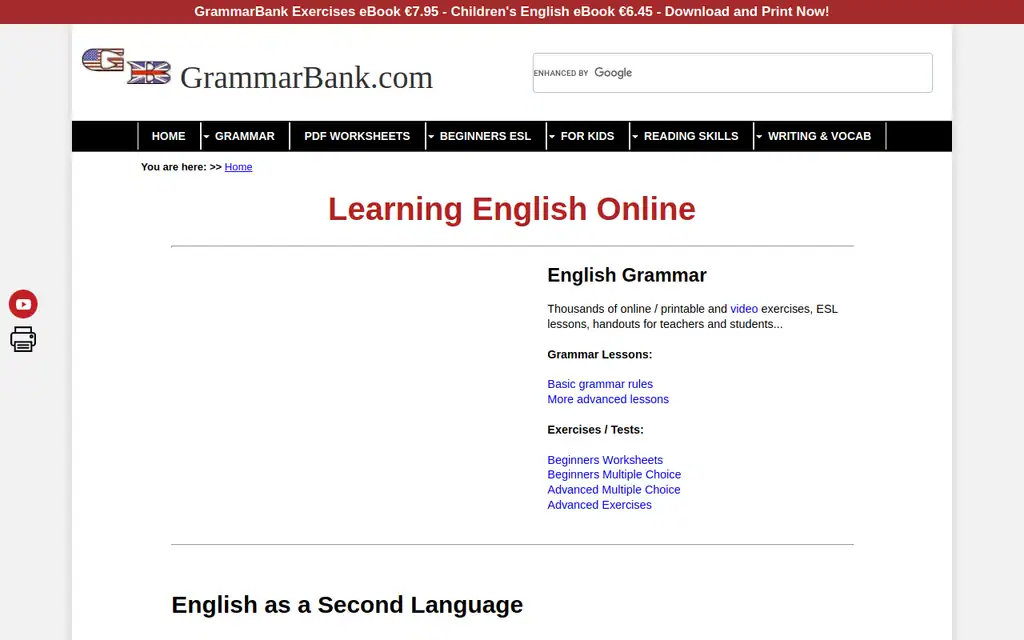 GrammarBank Exercises eBook €7.95 - Children's English eBook €6.45 - Download and Print Now!
GB GrammarBank.com
ENHANCED BY Google
HOME GRAMMAR PDF WORKSHEETS BEGINNERS ESL FOR KIDS READING SKILLS WRITING & VOCAB
You are here: >> Home
Learning English Online
English Grammar
Thousands of online / printable and video exercises, ESL
lessons, handouts for teachers and students...
Grammar Lessons:
Basic grammar rules
More advanced lessons
Exercises / Tests:
Beginners Worksheets
Beginners Multiple Choice
Advanced Multiple Choice
Advanced Exercises
English as a Second Language